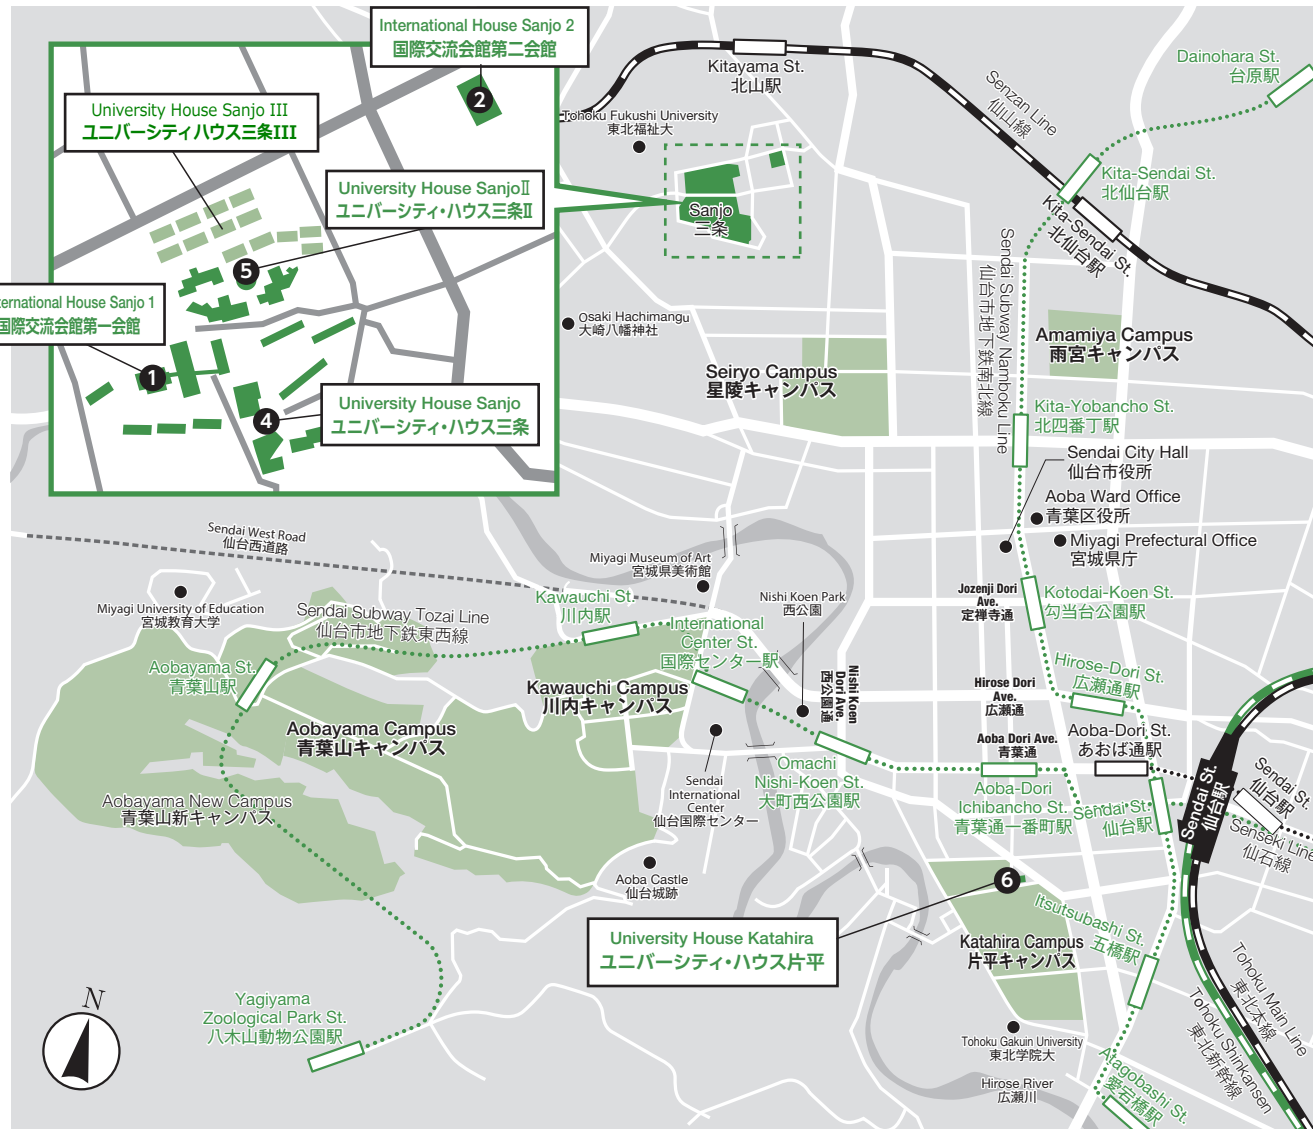 International House Sanjo 2
国際交流会館第二会館
2
University House Sanjo III
ユニバーシティハウス三条III
University House SanjoⅡ
ユニバーシティ・ハウス三条Ⅱ
5
ternational House Sanjo 1
国際交流会館第一会館
1
University House Sanjo
ユニバーシティ・ハウス三条
4
Kitayama St.
北山駅
Tohoku Fukushi University
東北福祉大
Senzan Line
仙山線
Dainohara St.
台原駅
Kita-Sendai St.
北仙台駅
Kita-Sendai St.
北仙台駅
Sanjo
三条
Osaki Hachimangu
大崎八幡神社
Sendai Subway Namboku Line
仙台市地下鉄南北線
Amamiya Campus
雨宮キャンパス
Seiryo Campus
星陵キャンパス
Kita-Yobancho St.
北四番丁駅
Sendai City Hall
仙台市役所
Aoba Ward Office
青葉区役所
Miyagi Prefectural Office
宮城県庁
Sendai West Road
仙台西道路
Miyagi Museum of Art
宮城県美術館
Miyagi University of Education
宮城教育大学
Sendai Subway Tozai Line
仙台市地下鉄東西線
Kawauchi St.
川内駅
Nishi Koen Park
西公園
Jozenji Dori
Ave.
定禅寺通
Kotodai-Koen St.
勾当台公園駅
International
Center St.
国際センター駅
Aobayama St.
青葉山駅
Kawauchi Campus
川内キャンパス
Nishi Koen
Dori Ave.
西公園通
Hirose Dori
Ave.
広瀬通
Hirose-Dori St.
広瀬通駅
Aobayama Campus
青葉山キャンパス
Aoba Dori Ave.
青葉通
Aoba-Dori St.
あおば通駅
Sendai
International
Center
仙台国際センター
Omachi
Nishi-Koen St.
大町西公園駅
Aoba-Dori
Ichibancho St.
青葉通一番町駅
Sendai St.
仙台駅
Sendai St.
仙台駅
Sendai St.
仙台駅
Senseki Line
仙石線
Aobayama New Campus
青葉山新キャンパス
Aoba Castle
仙台城跡
6
University House Katahira
ユニバーシティ・ハウス片平
Itsutsubashi St.
五橋駅
Katahira Campus
片平キャンパス
Tohoku Main Line
東北本線
Tohoku Shinkansen
東北新幹線
N
Yagiyama
Zoological Park St.
八木山動物公園駅
Tohoku Gakuin University
東北学院大
Hirose River
広瀬川
Atagobashi St.
愛宕橋駅